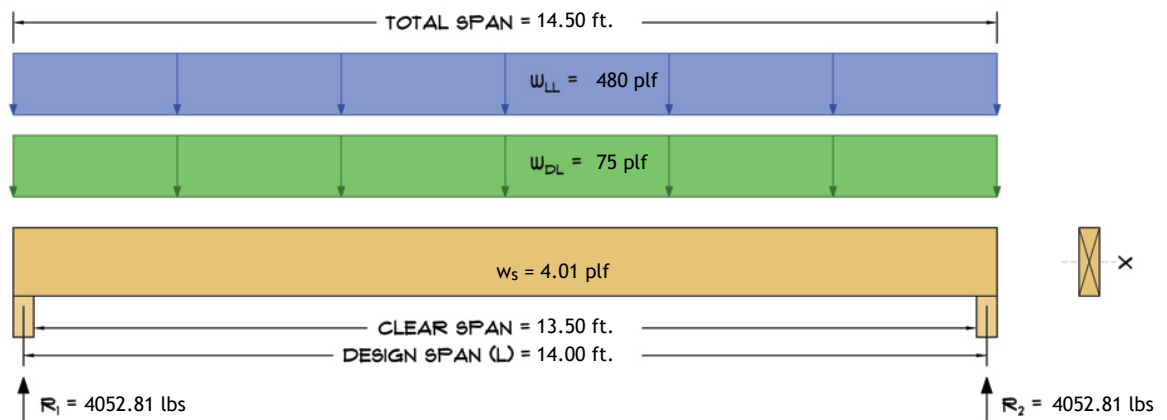 TOTAL SPAN = 14.50 ft.
wLL = 480 plf
wDL = 75 plf
ws = 4.01 plf
X
CLEAR SPAN = 13.50 ft.
DESIGN SPAN (L) = 14.00 ft.
R1 = 4052.81 lbs
R2 = 4052.81 lbs